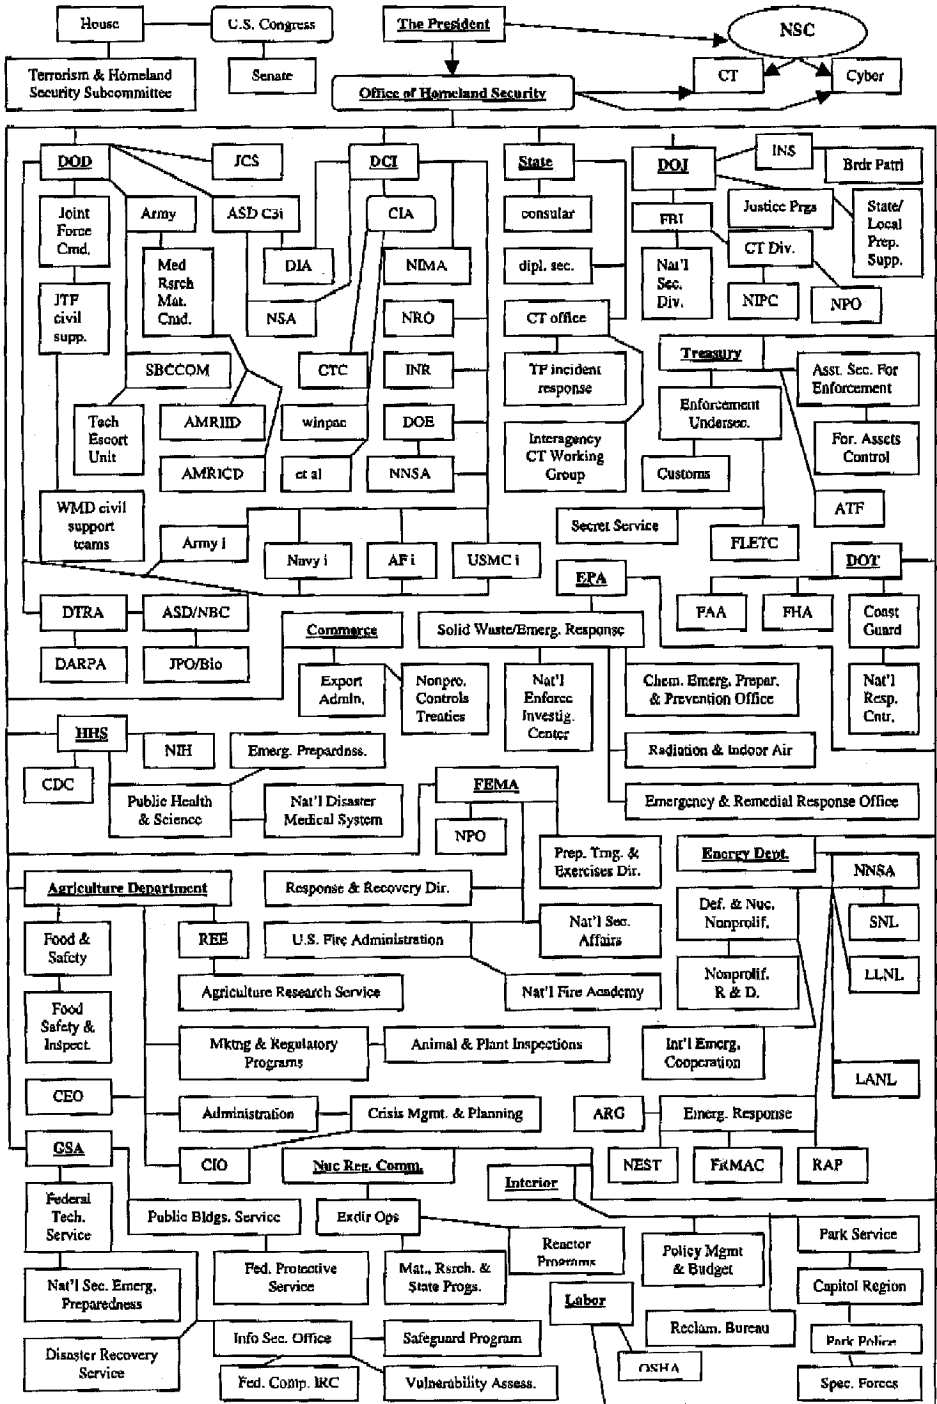 House
U.S. Congress
The President
NSC
Terrorism & Homeland
Security Subcommittee
Senate
Office of Homeland Security
CT
Cyber
DOD
JCS
DCI
State
DOJ
INS
Brdr Patrl
Joint
Force
Cmd.
Army
ASD C3i
CIA
consular
FBI
Justice Prgs
State/
Local
Prep.
Supp.
Med
Rsrch
Mat.
Cmd.
DIA
NIMA
dipl. sec.
Nat'l
Sec.
Div.
CT Div.
JTF
civil
supp.
NSA
NRO
CT office
NIPC
NPO
SBCCOM
CTC
INR
TF incident
response
Treasury
Asst. Sec. For
Enforcement
Tech
Escort
Unit
AMRIID
winpac
DOE
Interagency
CT Working
Group
Enforcement
Undersec.
For. Assets
Control
AMRICD
et al
NNSA
Customs
WMD civil
support
teams
Army i
Navy i
AF i
USMC i
Secret Service
FLETC
ATF
EPA
DOT
DTRA
ASD/NBC
Commerce
Solid Waste/Emerg. Response
FAA
FHA
Cost
Guard
DARPA
JPO/Bio
Export
Admin.
Nonpro.
Controls
Treaties
Nat'l
Enforce
Investig.
Center
Chem. Emerg. Prepar.
& Prevention Office
Nat'l
Resp.
Cntr.
HHS
NIH
Emerg. Prepardnss.
Radiation & Indoor Air
CDC
Public Health
& Science
Nat'l Disaster
Medical System
FEMA
Emergency & Remedial Response Office
NPO
Prep. Trng. &
Exercises Dir.
Energy Dept.
NNSA
Agriculture Department
Response & Recovery Dir.
Def. & Nuc.
Nonprolif.
SNL
Food &
Safety
REE
U.S. Fire Administration
Nat'l Sec.
Affairs
LLNL
Agriculture Research Service
Nat'l Fire Academy
Nonprolif.
R & D.
Food
Safety &
Inspect.
Mktng & Regulatory
Programs
Animal & Plant Inspections
Int'l Emerg.
Cooperation
LANL
CEO
Administration
Crisis Mgmt. & Planning
ARG
Emerg. Response
GSA
CIO
Nuc Reg. Comm.
Interior
NEST
FRMAC
RAP
Federal
Tech.
Service
Public Bldgs. Service
Exdir Ops
Reactor
Programs
Policy Mgmt
& Budget
Park Service
Nat'l Sec. Emerg.
Preparedness
Fed. Protective
Service
Mat., Rsrch. &
State Progs.
Labor
Capitol Region
Disaster Recovery
Service
Info Sec. Office
Safeguard Program
Reclam. Bureau
Park Police
Fed. Comp. IRC
Vulnerability Assess.
OSHA
Spec. Forces